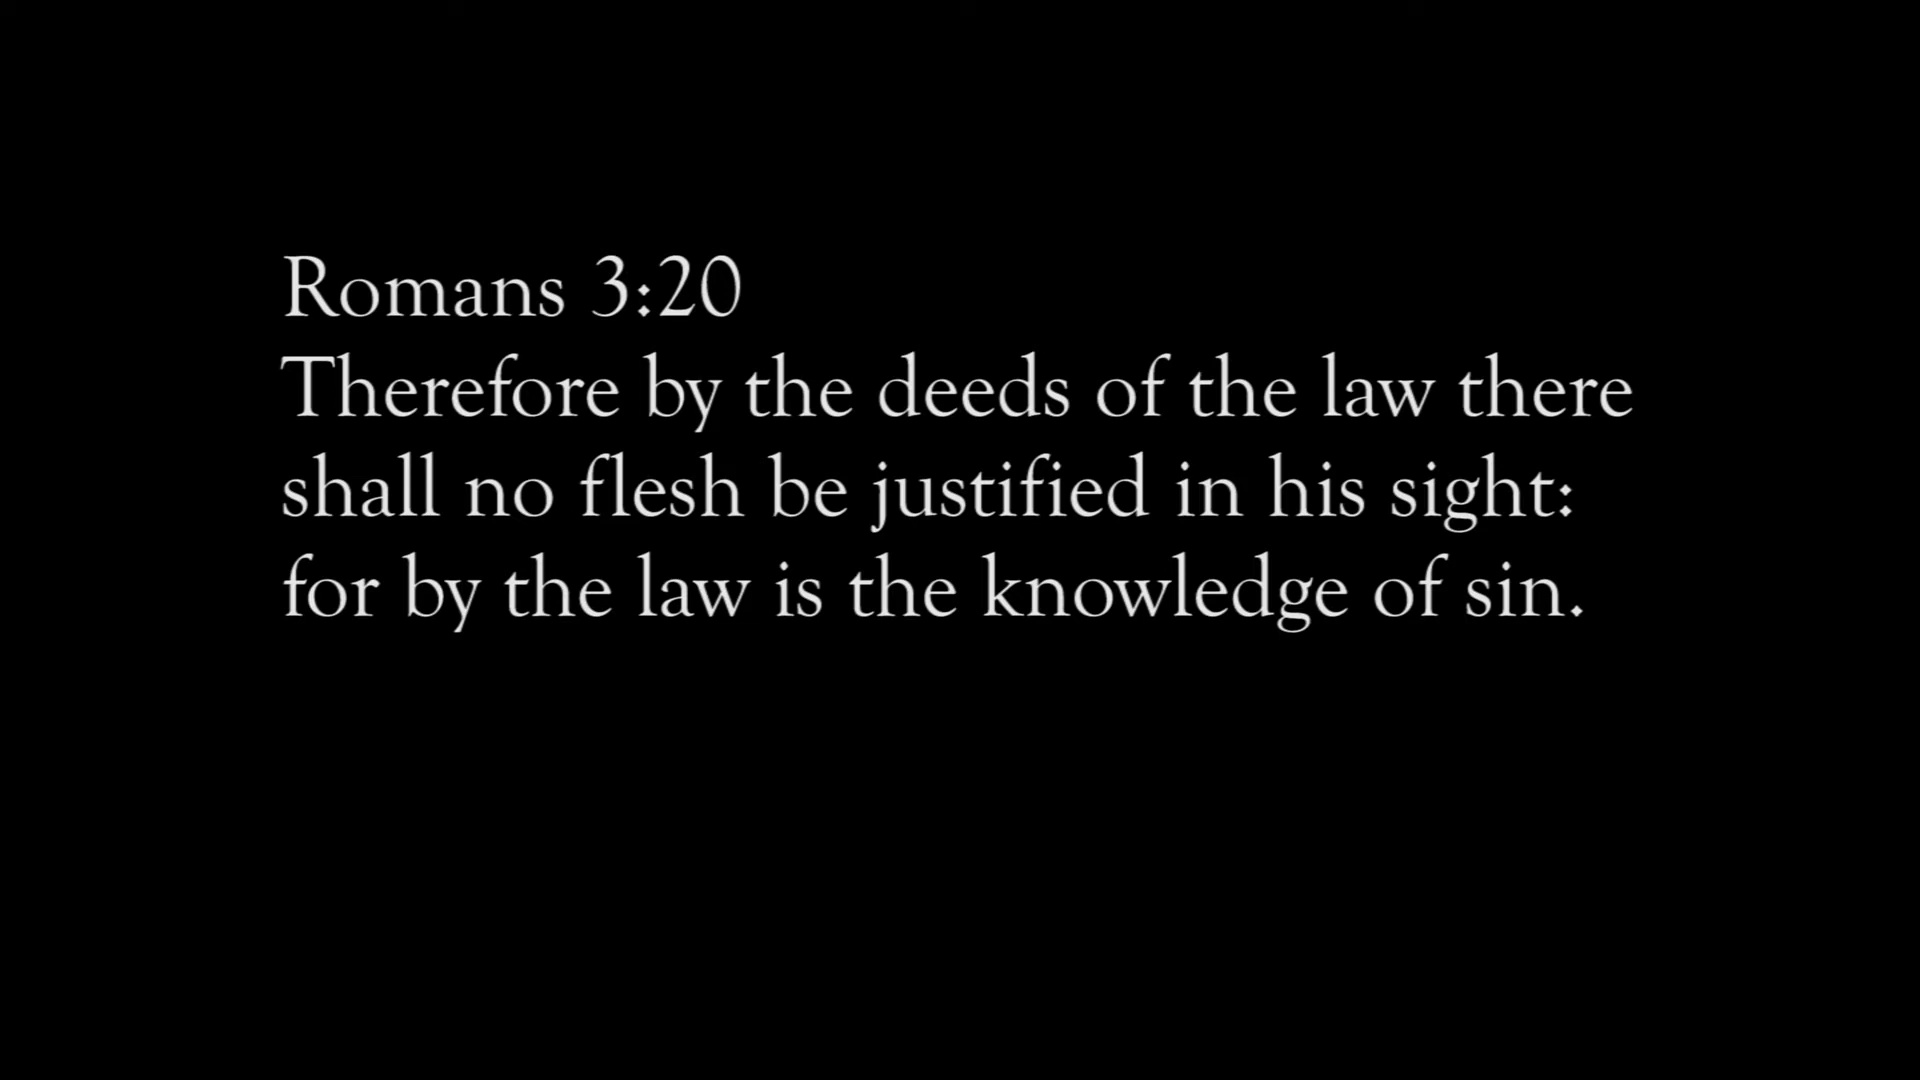 Romans 3:20
Therefore by the deeds of the law there
shall no flesh be justified in his sight:
for by the law is the knowledge of sin.